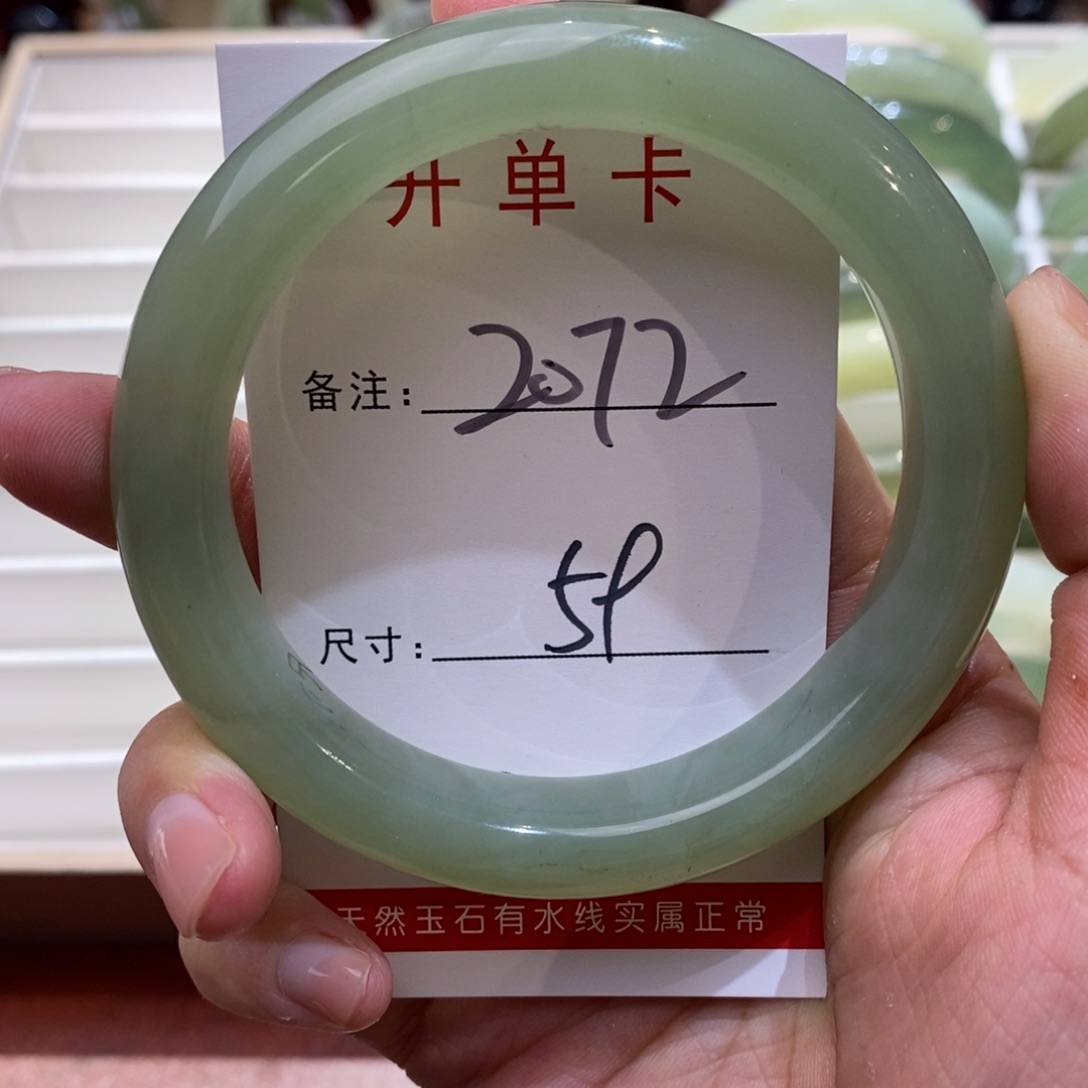 开单卡
备注: 2072
尺寸: 59
天然玉石有水线实属正常